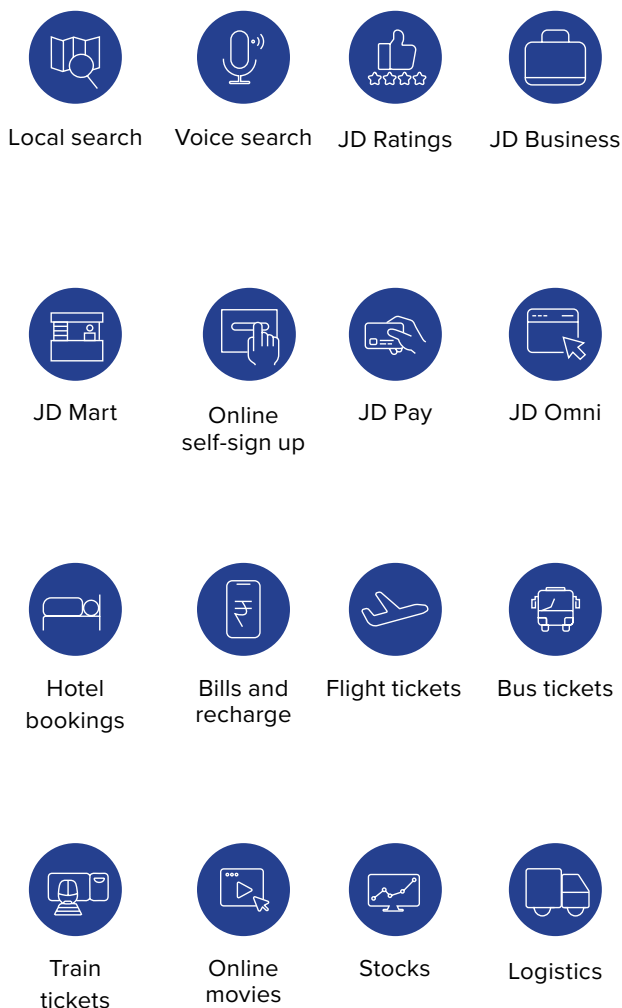 Local search
Voice search
JD Ratings
JD Business
JD Mart
Online
self-sign up
JD Pay
JD Omni
Hotel
bookings
₹
Bills and
recharge
Flight tickets
Bus tickets
Train
tickets
Online
movies
Stocks
Logistics